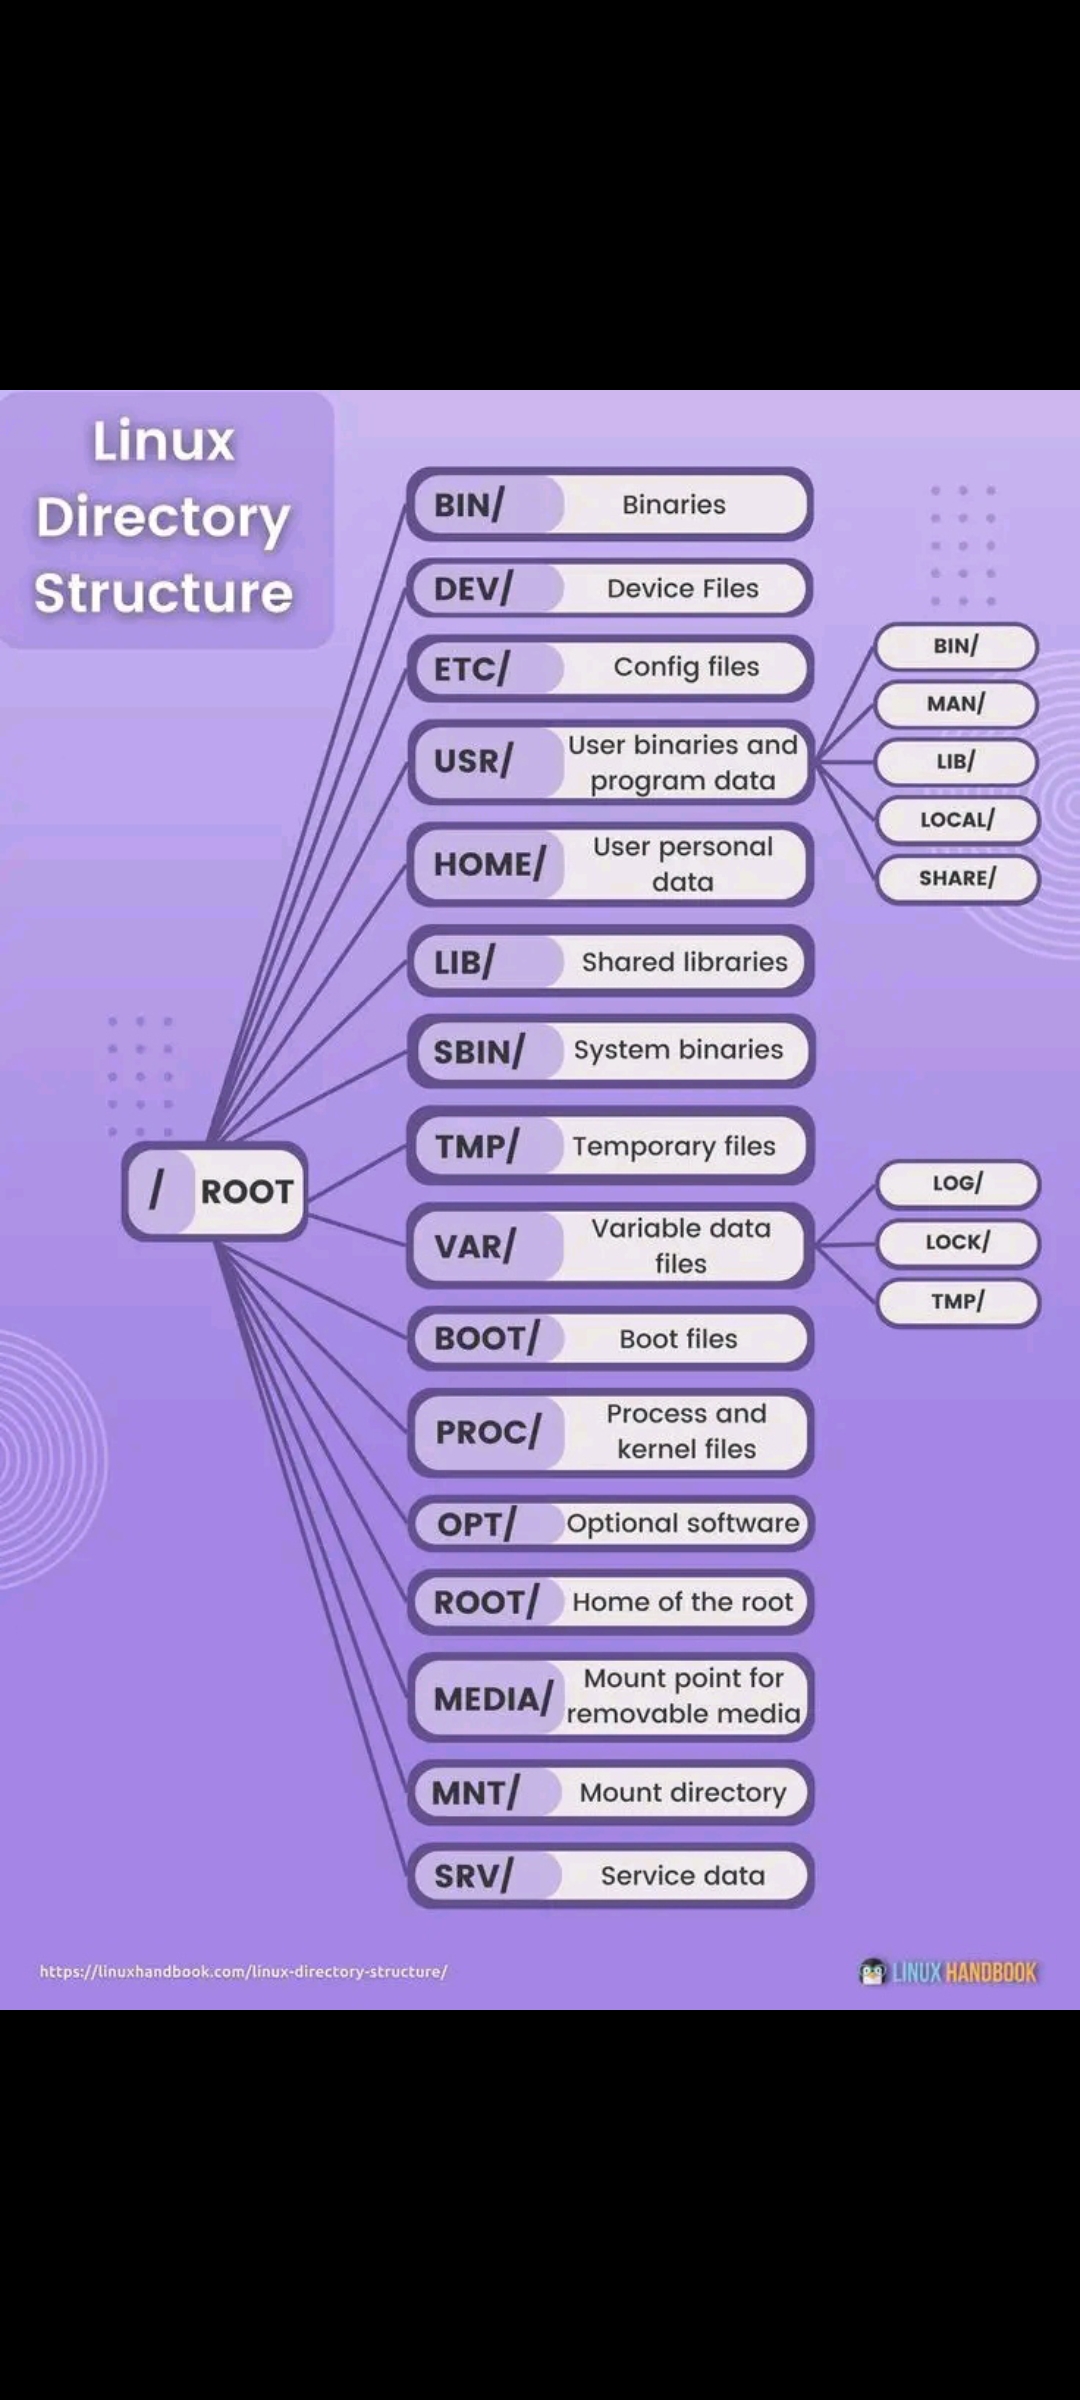 Linux
Directory
Structure
BIN/ Binaries
DEV/ Device Files
ETC/ Config files
USR/ User binaries and
program data
BIN/
MAN/
LIB/
LOCAL/
SHARE/
HOME/ User personal
data
LIB/ Shared libraries
SBIN/ System binaries
/ ROOT
TMP/ Temporary files
VAR/ Variable data
files
LOG/
LOCK/
TMP/
BOOT/ Boot files
PROC/ Process and
kernel files
OPT/ Optional software
ROOT/ Home of the root
MEDIA/ Mount point for
removable media
MNT/ Mount directory
SRV/ Service data
https://linuxhandbook.com/linux-directory-structure/
LINUX HANDBOOK